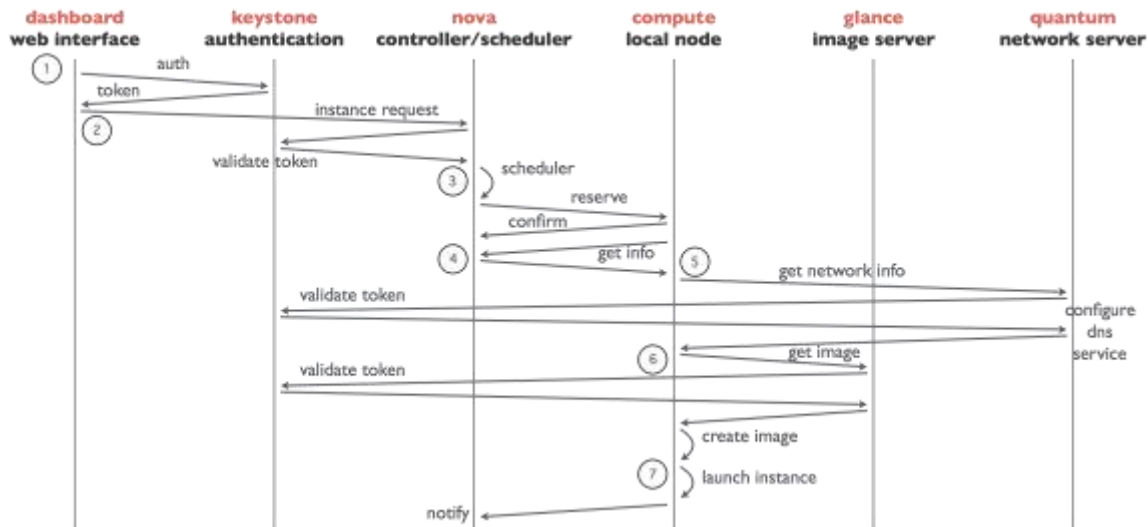 dashboard
web interface
keystone
authentication
nova
controller/scheduler
compute
local node
glance
image server
quantum
network server
1
auth
token
2
instance request
validate token
3
scheduler
reserve
confirm
4
get info
5
get network info
validate token
configure
dns
service
6
get image
validate token
create image
7
launch instance
notify